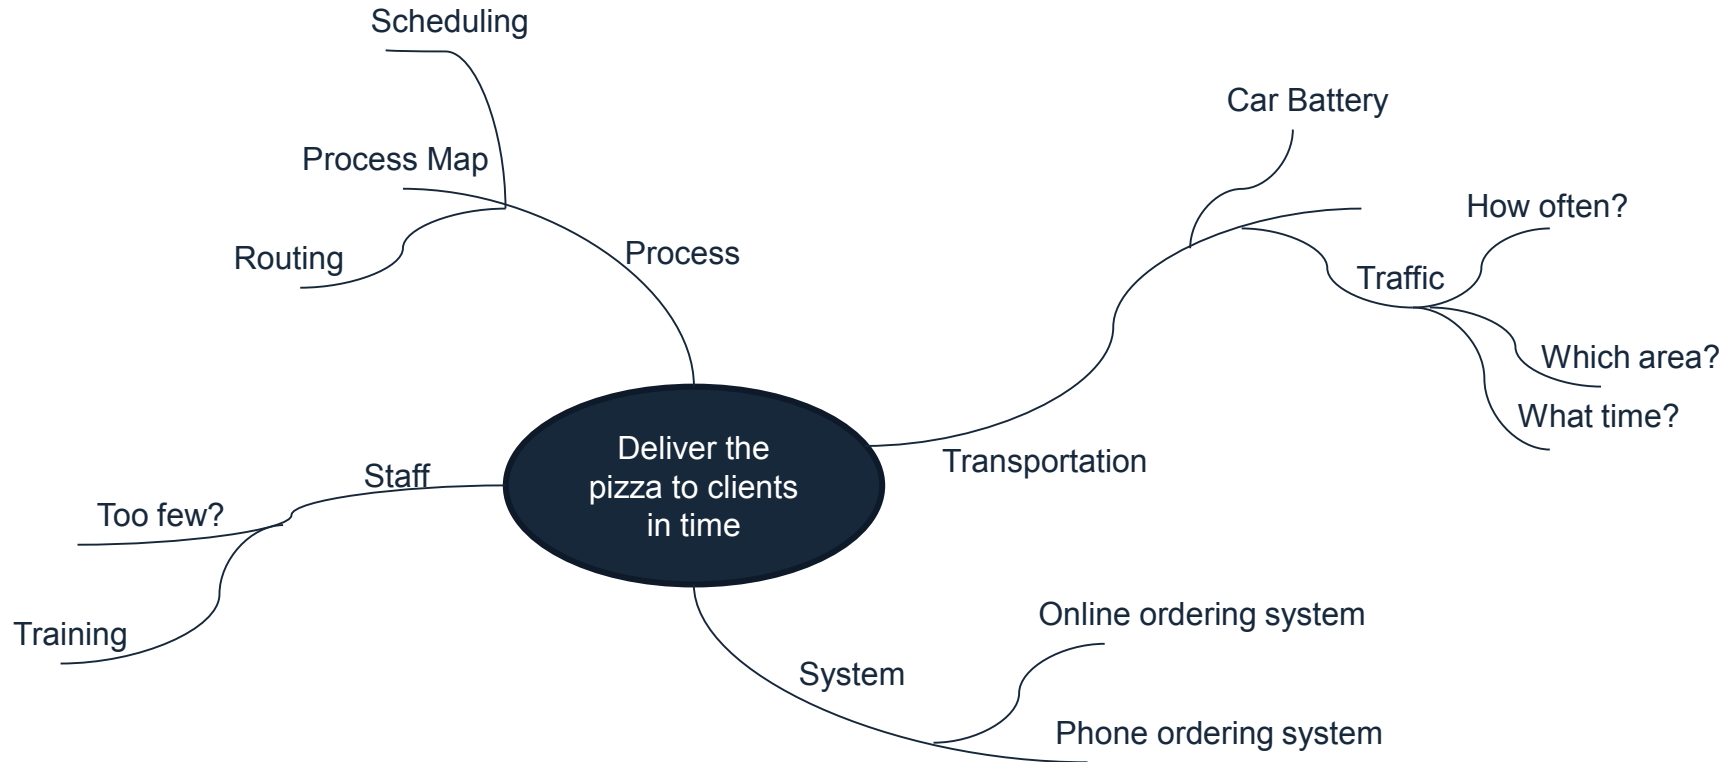 Scheduling
Car Battery
Process Map
How often?
Process
Routing
Traffic
Which area?
What time?
Deliver the
pizza to clients
in time
Transportation
Staff
Too few?
Online ordering system
Training
System
Phone ordering system